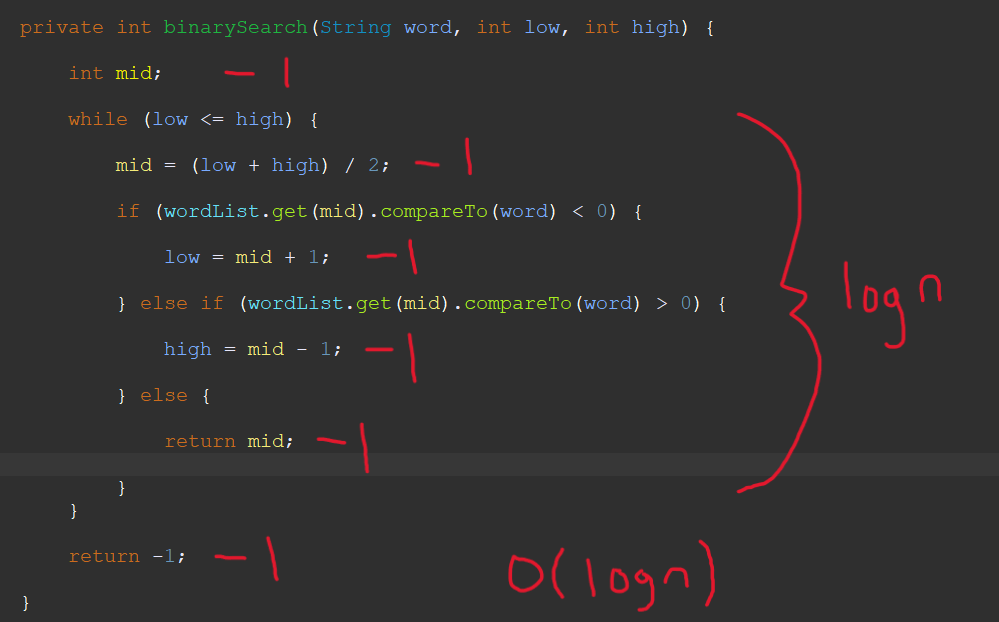 private int binarySearch(String word, int low, int high) {
int mid; - 1
while (low <= high) {
mid = (low + high) / 2; - 1
if (wordList.get(mid).compareTo(word) < 0) {
low = mid + 1; - 1
} else if (wordList.get(mid).compareTo(word) > 0) {
log n
high = mid - 1; - 1
} else {
return mid; - 1
}
}
return -1; - 1
O(log n)
}